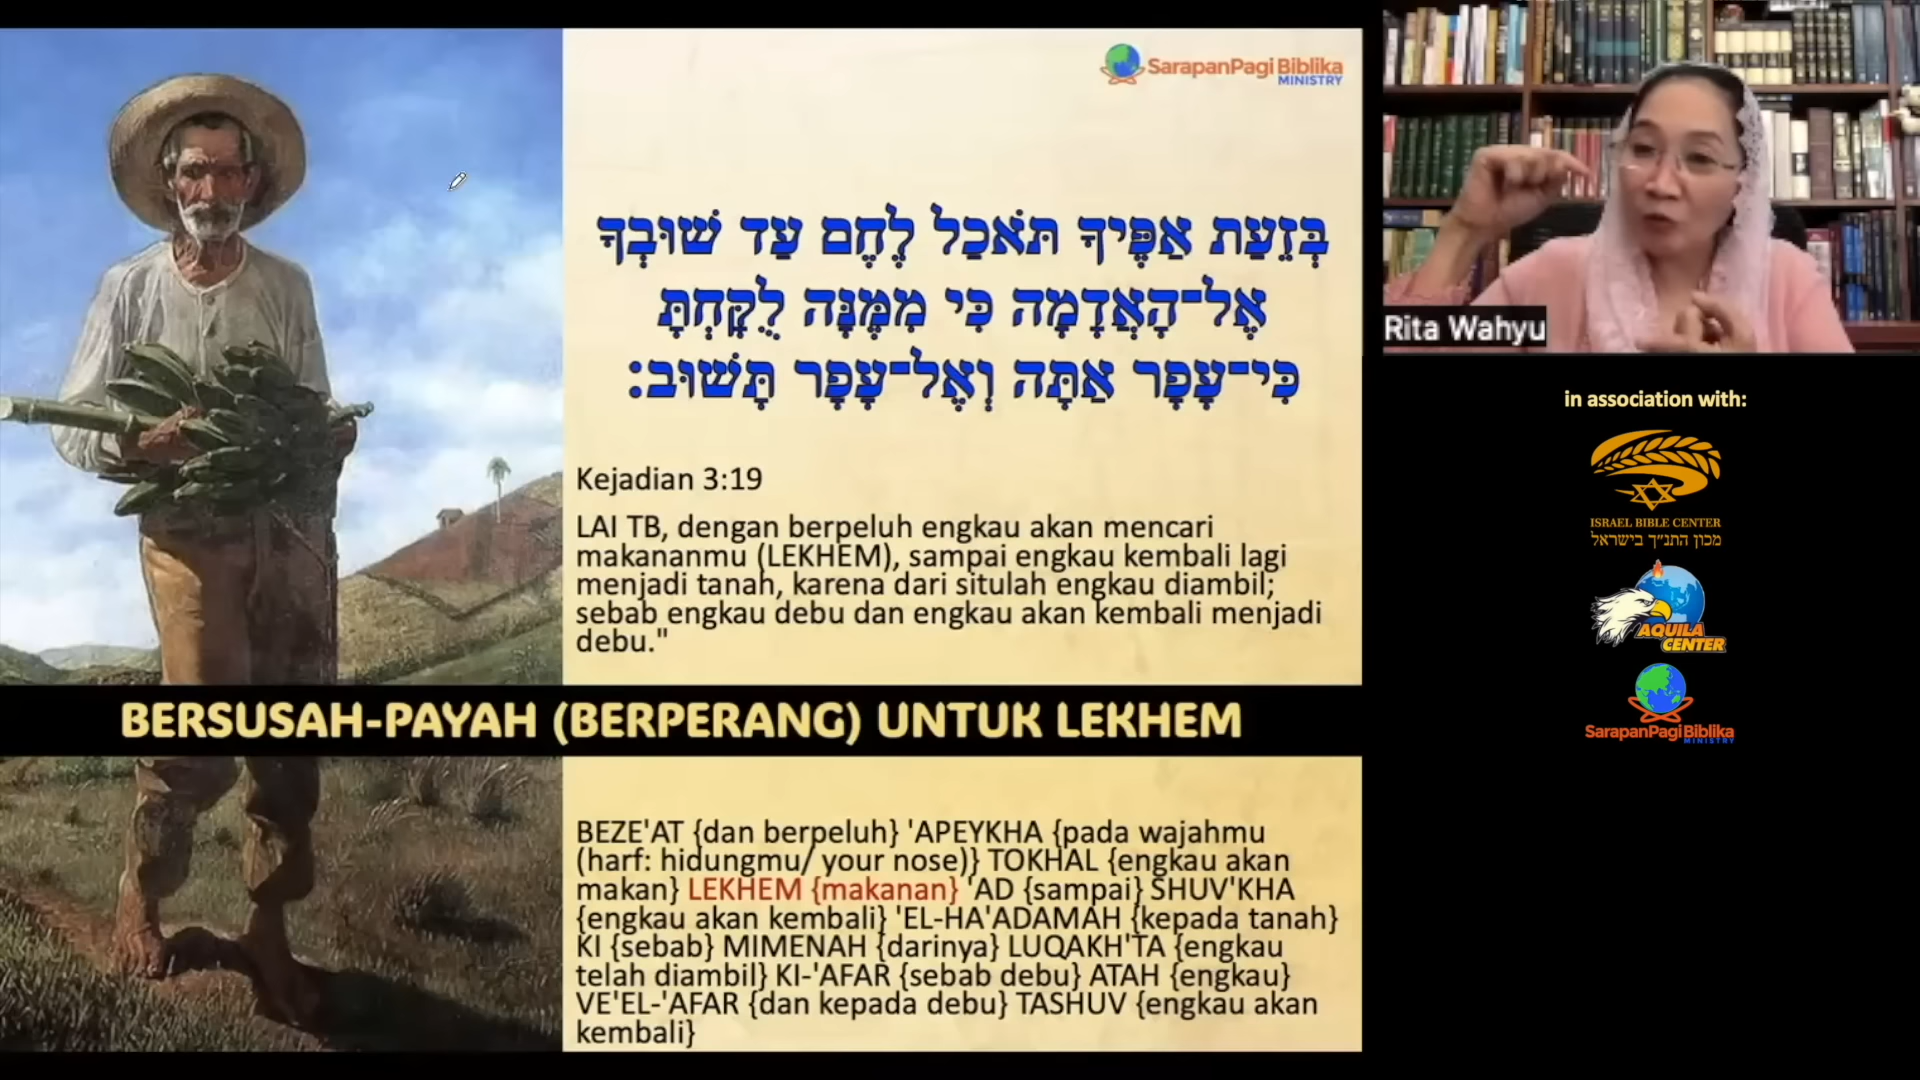 SarapanPagi Biblika
MINISTRY
בְּזֵעַת אַפֶּיךָ תֹּאכַל לֶחֶם עַד שׁוּבְךָ
אֶל־הָאֲדָמָה כִּי מִמֶּנָּה לֻקָּחְתָּ
כִּי־עָפָר אַתָּה וְאֶל־עָפָר תָּשׁוּב׃
Kejadian 3:19
LAI TB, dengan berpeluh engkau akan mencari
makananmu (LEKHEM), sampai engkau kembali lagi
menjadi tanah, karena dari situlah engkau diambil;
sebab engkau debu dan engkau akan kembali menjadi
debu."
BERSUSAH-PAYAH (BERPERANG) UNTUK LEKHEM
BEZE'AT {dan berpeluh} 'APEYKHA {pada wajahmu
(harf: hidungmu/ your nose)} TOKHAL {engkau akan
makan} LEKHEM {makanan} 'AD {sampai} SHUV'KHA
{engkau akan kembali} 'EL-HA'ADAMAH {kepada tanah}
KI {sebab} MIMENAH {darinya} LUQAKH'TA {engkau
telah diambil} KI-'AFAR {sebab debu} ATAH {engkau}
VE'EL-'AFAR {dan kepada debu} TASHUV {engkau akan
kembali}
Rita Wahyu
in association with:
ISRAEL BIBLE CENTER
מכון התנ״ך בישראל
AQUILA
CENTER
SarapanPagi Biblika
MINISTRY